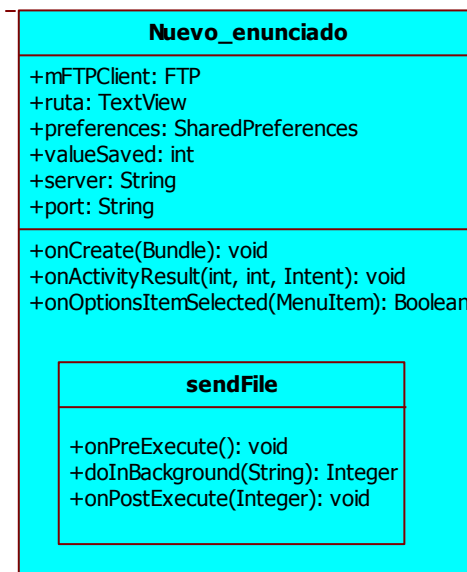 Nuevo_enunciado
+mFTPClient: FTP
+ruta: TextView
+preferences: SharedPreferences
+valueSaved: int
+server: String
+port: String
+onCreate(Bundle): void
+onActivityResult(int, int, Intent): void
+onOptionsItemSelected(MenuItem): Boolean
sendFile
+onPreExecute(): void
+doInBackground(String): Integer
+onPostExecute(Integer): void